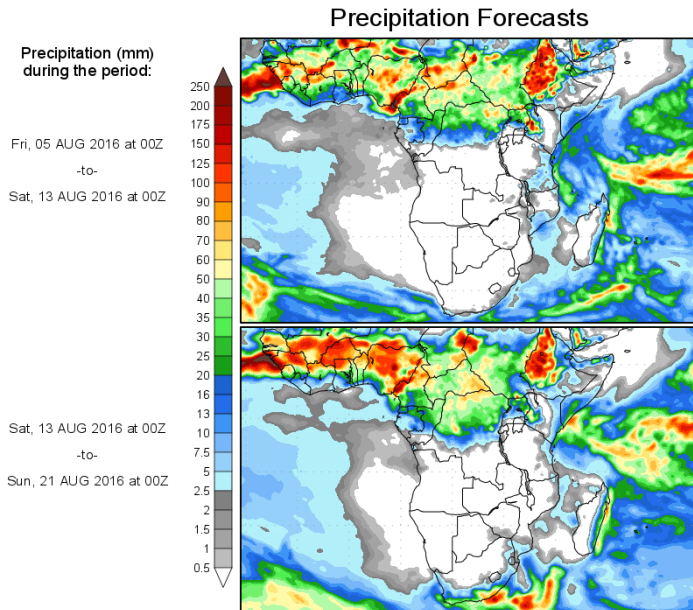 Precipitation Forecasts
Precipitation (mm)
during the period:
Fri, 05 AUG 2016 at 00Z
-to-
Sat, 13 AUG 2016 at 00Z
Sat, 13 AUG 2016 at 00Z
-to-
Sun, 21 AUG 2016 at 00Z
250
200
175
150
125
100
90
80
70
60
50
40
35
30
25
20
16
13
10
7.5
5
2.5
2
1.5
1
0.5